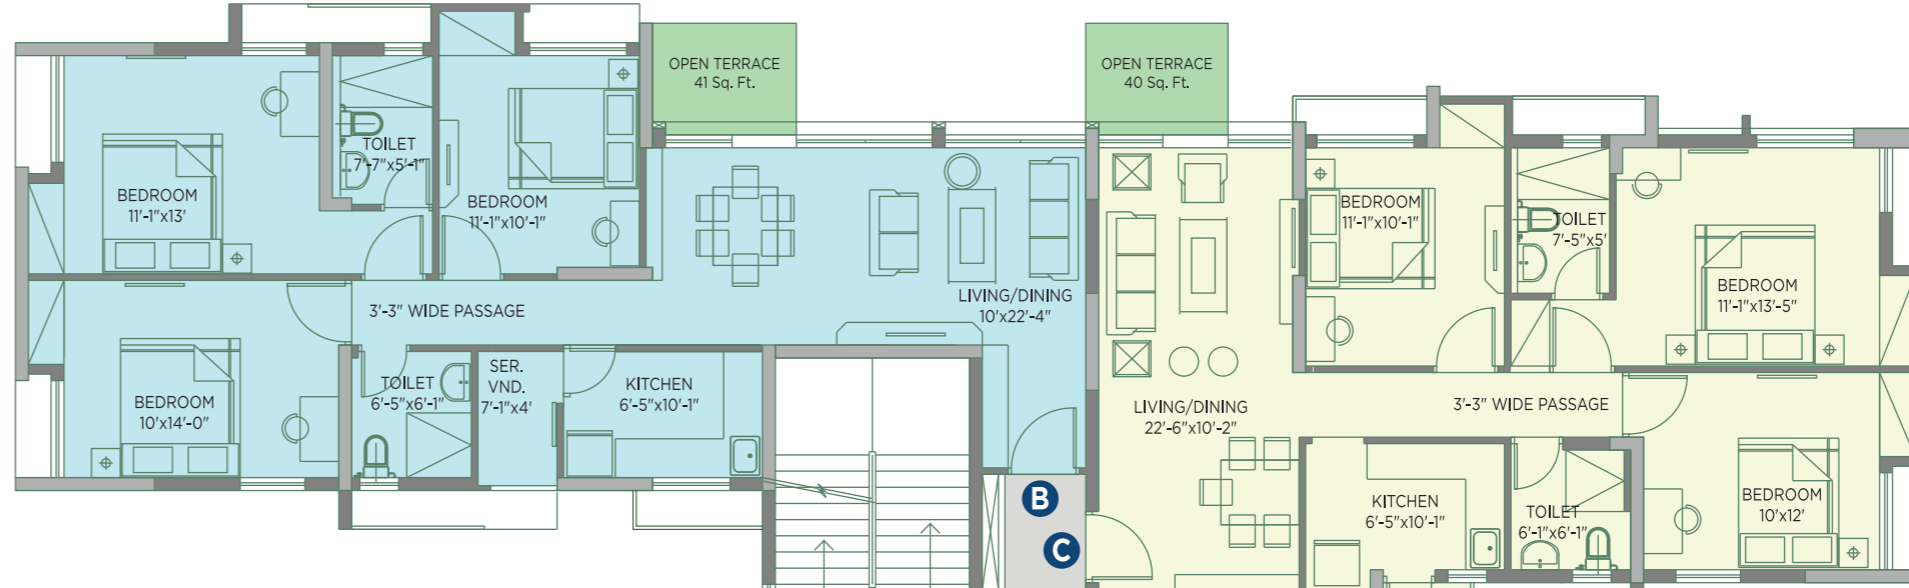 OPEN TERRACE
41 Sq. Ft.
OPEN TERRACE
40 Sq. Ft.
TOILET
7'-7"x5'-1"
BEDROOM
11'-1"x13'
BEDROOM
11'-1"x10'-1"
BEDROOM
11'-1"x10'-1"
TOILET
7'-5"x5'
BEDROOM
11'-1"x13'-5"
3'-3" WIDE PASSAGE
LIVING/DINING
10'x22'-4"
BEDROOM
10'x14'-0"
TOILET
6'-5"x6'-1"
SER.
VND.
7'-1"x4'
KITCHEN
6'-5"x10'-1"
LIVING/DINING
22'-6"x10'-2"
3'-3" WIDE PASSAGE
B
C
KITCHEN
6'-5"x10'-1"
TOILET
6'-1"x6'-1"
BEDROOM
10'x12'